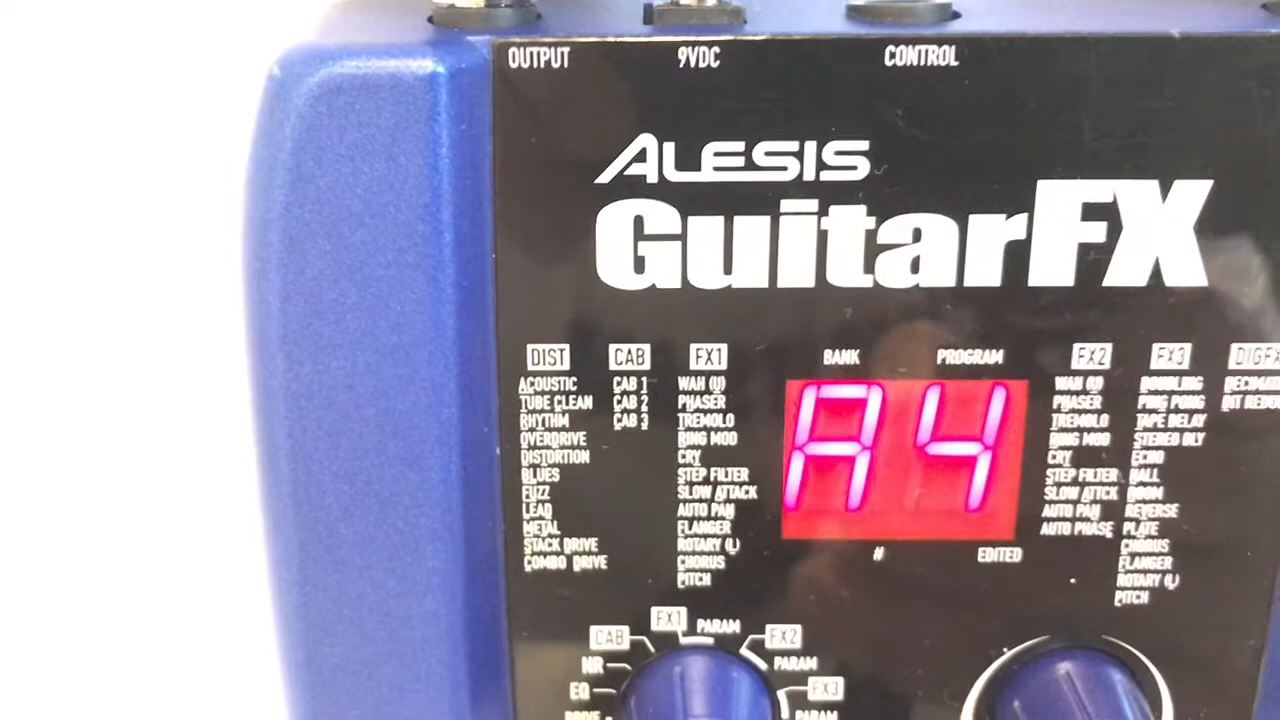 OUTPUT 9VDC CONTROL
ALESIS
GuitarFX
DIST
ACOUSTIC
TUBE CLEAN
RHYTHM
OVERDRIVE
DISTORTION
BLUES
FUZZ
LEAD
METAL
STACK DRIVE
COMBO DRIVE
CAB
CAB 1
CAB 2
CAB 3
FX1
WAH (U)
PHASER
TREMOLO
RING MOD
CRY
STEP FILTER
SLOW ATTACK
AUTO PAN
FLANGER
ROTARY (L)
CHORUS
PITCH
BANK PROGRAM
A4
# EDITED
FX2
WAH (U)
PHASER
TREMOLO
RING MOD
CRY
STEP FILTER
SLOW ATTCK
AUTO PAN
AUTO PHASE
FX3
DOUBLING
PING PONG
TAPE DELAY
STEREO DLY
ECHO
HALL
ROOM
REVERSE
PLATE
CHORUS
FLANGER
ROTARY (L)
PITCH
FX1 PARAM
CAB FX2
NR PARAM
EQ FX3
DRIVE PARAM